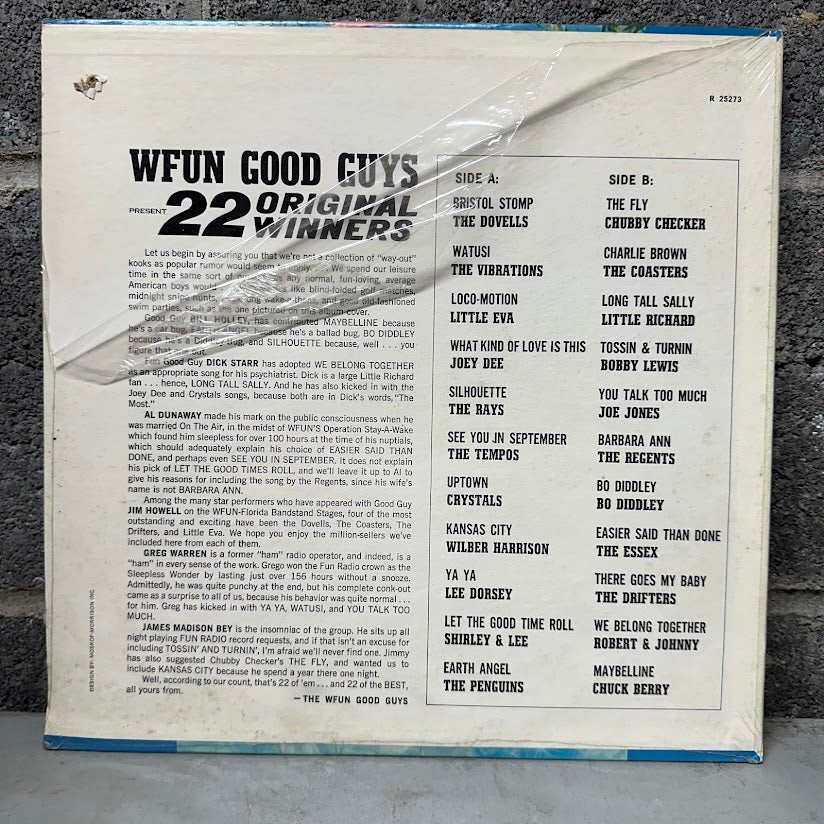 R 25273
WFUN GOOD GUYS
PRESENT 22 ORIGINAL
WINNERS
Let us begin by assuring you that we're not a collection of "way-out"
kooks as popular rumor would seem to imply. . . . We spend our leisure
time in the same sort of any normal, fun-loving, average
American boys would like blind-folded golf matches,
midnight snipe hunts, and good old-fashioned
swim parties, such as the one pictured on this album cover.
Good Guy BILL HOLLEY, has contributed MAYBELLINE because
he's a car bug, EARTH ANGEL because he's a ballad bug, BO DIDDLEY
because he's a Diddley Bug, and SILHOUETTE because, well . . . you
figure that one out.
Fun Good Guy DICK STARR has adopted WE BELONG TOGETHER
as an appropriate song for his psychiatrist. Dick is a large Little Richard
fan . . . hence, LONG TALL SALLY. And he has also kicked in with the
Joey Dee and Crystals songs, because both are in Dick's words, "The
Most."
AL DUNAWAY made his mark on the public consciousness when he
was married On The Air, in the midst of WFUN'S Operation Stay-A-Wake
which found him sleepless for over 100 hours at the time of his nuptials,
which should adequately explain his choice of EASIER SAID THAN
DONE, and perhaps even SEE YOU IN SEPTEMBER. It does not explain
his pick of LET THE GOOD TIMES ROLL, and we'll leave it up to Al to
give his reasons for including the song by the Regents, since his wife's
name is not BARBARA ANN.
Among the many star performers who have appeared with Good Guy
JIM HOWELL on the WFUN-Florida Bandstand Stages, four of the most
outstanding and exciting have been the Dovells, The Coasters, The
Drifters, and Little Eva. We hope you enjoy the million-sellers we've
included here from each of them.
GREG WARREN is a former "ham" radio operator, and indeed, is a
"ham" in every sense of the work. Grego won the Fun Radio crown as the
Sleepless Wonder by lasting just over 156 hours without a snooze.
Admittedly, he was quite punchy at the end, but his complete conk-out
came as a surprise to all of us, because his behavior was quite normal . . .
for him. Greg has kicked in with YA YA, WATUSI, and YOU TALK TOO
MUCH.
JAMES MADISON BEY is the insomniac of the group. He sits up all
night playing FUN RADIO record requests, and if that isn't an excuse for
including TOSSIN' AND TURNIN', I'm afraid we'll never find one. Jimmy
has also suggested Chubby Checker's THE FLY, and wanted us to
include KANSAS CITY because he spend a year there one night.
Well, according to our count, that's 22 of 'em . . . and 22 of the BEST,
all yours from.
— THE WFUN GOOD GUYS
SIDE A:
BRISTOL STOMP
THE DOVELLS
WATUSI
THE VIBRATIONS
LOCO-MOTION
LITTLE EVA
WHAT KIND OF LOVE IS THIS
JOEY DEE
SILHOUETTE
THE RAYS
SEE YOU IN SEPTEMBER
THE TEMPOS
UPTOWN
CRYSTALS
KANSAS CITY
WILBER HARRISON
YA YA
LEE DORSEY
LET THE GOOD TIME ROLL
SHIRLEY & LEE
EARTH ANGEL
THE PENGUINS
SIDE B:
THE FLY
CHUBBY CHECKER
CHARLIE BROWN
THE COASTERS
LONG TALL SALLY
LITTLE RICHARD
TOSSIN & TURNIN
BOBBY LEWIS
YOU TALK TOO MUCH
JOE JONES
BARBARA ANN
THE REGENTS
BO DIDDLEY
BO DIDDLEY
EASIER SAID THAN DONE
THE ESSEX
THERE GOES MY BABY
THE DRIFTERS
WE BELONG TOGETHER
ROBERT & JOHNNY
MAYBELLINE
CHUCK BERRY
DESIGN BY: MOSKOF-MORRISON INC.